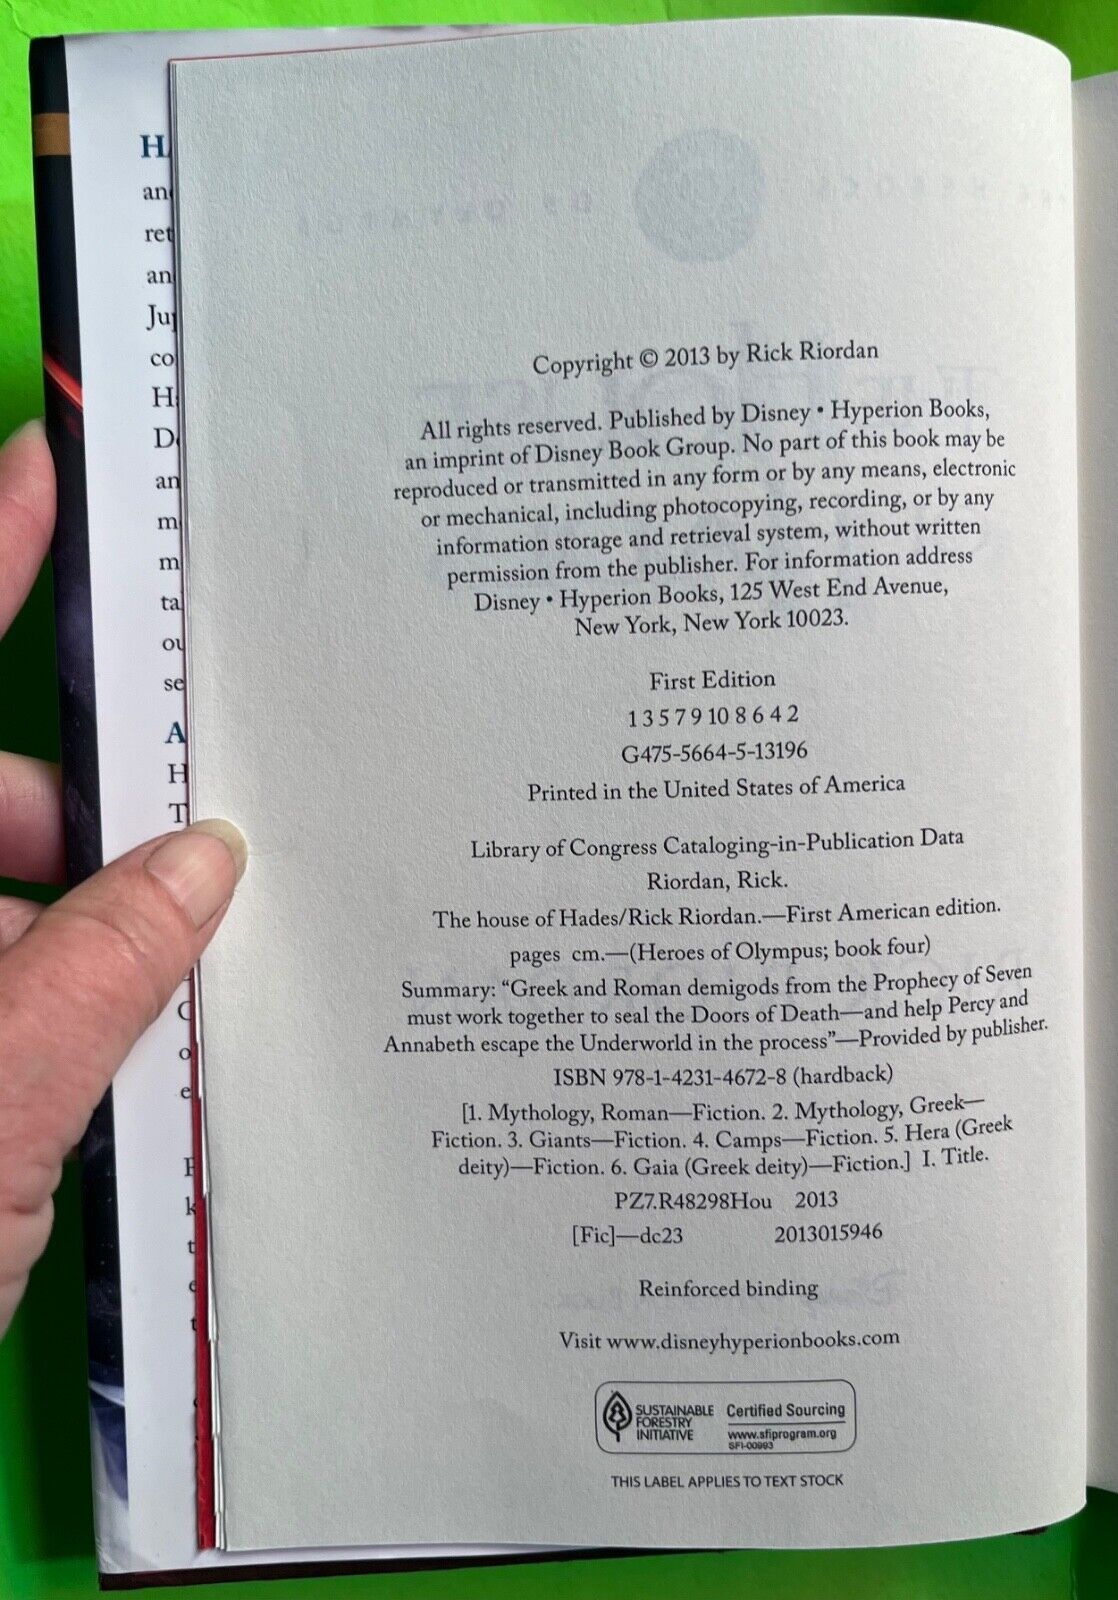 Copyright © 2013 by Rick Riordan
All rights reserved. Published by Disney • Hyperion Books,
an imprint of Disney Book Group. No part of this book may be
reproduced or transmitted in any form or by any means, electronic
or mechanical, including photocopying, recording, or by any
information storage and retrieval system, without written
permission from the publisher. For information address
Disney • Hyperion Books, 125 West End Avenue,
New York, New York 10023.
First Edition
1 3 5 7 9 10 8 6 4 2
G475-5664-5-13196
Printed in the United States of America
Library of Congress Cataloging-in-Publication Data
Riordan, Rick.
The house of Hades/Rick Riordan.—First American edition.
pages cm.—(Heroes of Olympus; book four)
Summary: “Greek and Roman demigods from the Prophecy of Seven
must work together to seal the Doors of Death—and help Percy and
Annabeth escape the Underworld in the process”—Provided by publisher.
ISBN 978-1-4231-4672-8 (hardback)
[1. Mythology, Roman—Fiction. 2. Mythology, Greek—
Fiction. 3. Giants—Fiction. 4. Camps—Fiction. 5. Hera (Greek
deity)—Fiction. 6. Gaia (Greek deity)—Fiction.] I. Title.
PZ7.R48298Hou 2013
[Fic]—dc23 2013015946
Reinforced binding
Visit www.disneyhyperionbooks.com
SUSTAINABLE
FORESTRY
INITIATIVE
Certified Sourcing
www.sfiprogram.org
SFI-00993
THIS LABEL APPLIES TO TEXT STOCK